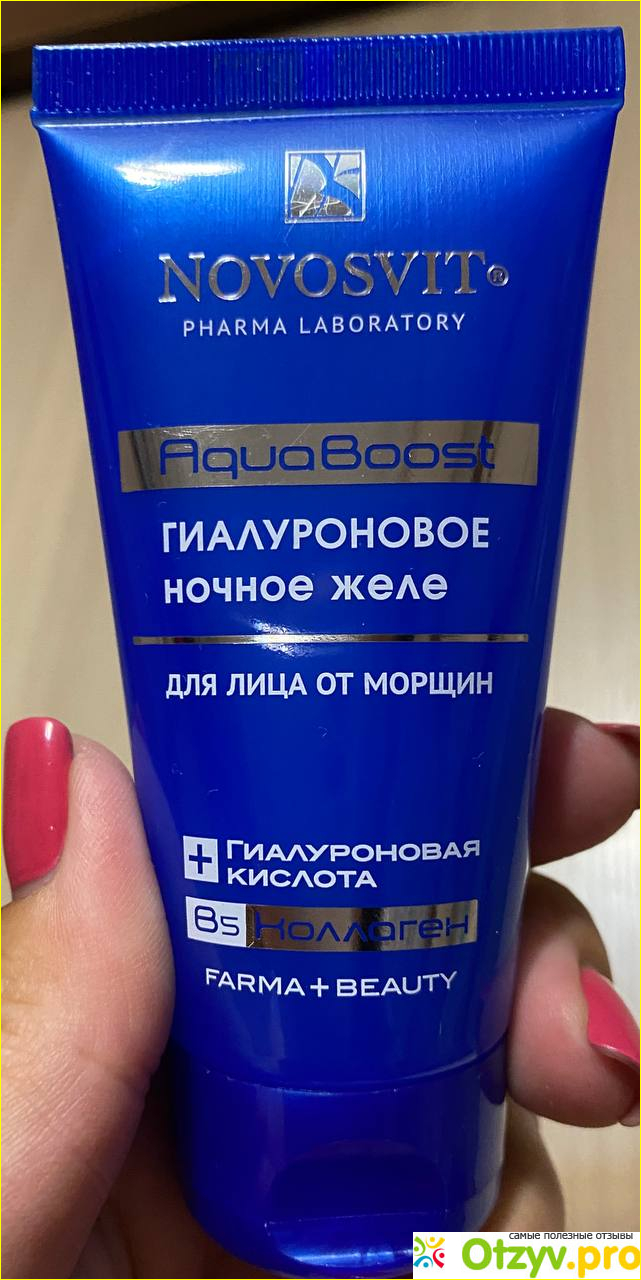 NOVOSVIT®
PHARMA LABORATORY
AquaBoost
ГИАЛУРОНОВОЕ
НОЧНОЕ ЖЕЛЕ
ДЛЯ ЛИЦА ОТ МОРЩИН
+ ГИАЛУРОНОВАЯ
КИСЛОТА
B5 Коллаген
FARMA+BEAUTY
самые полезные отзывы
Otzyv.pro